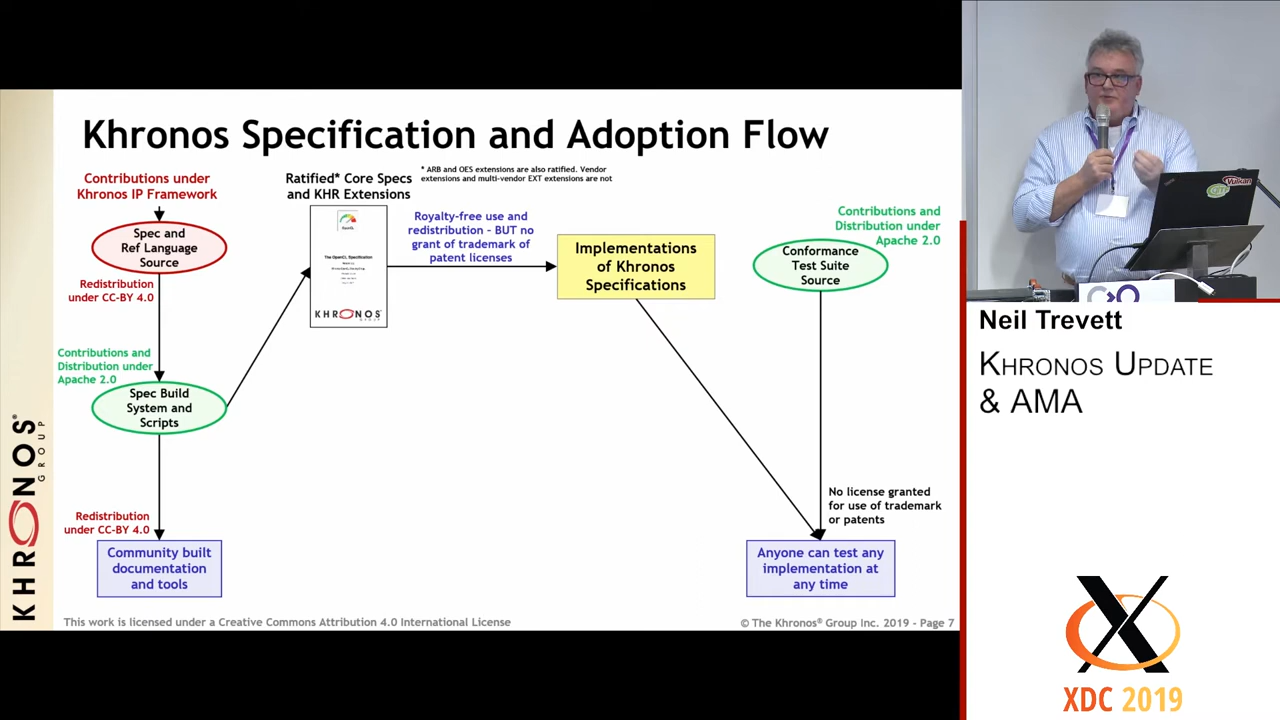 Khronos Specification and Adoption Flow
Contributions under
Khronos IP Framework
Spec and
Ref Language
Source
Redistribution
under CC-BY 4.0
Contributions and
Distribution under
Apache 2.0
Spec Build
System and
Scripts
Redistribution
under CC-BY 4.0
Community built
documentation
and tools
Ratified* Core Specs
and KHR Extensions
* ARB and OES extensions are also ratified. Vendor
extensions and multi-vendor EXT extensions are not
The OpenCL Specification
KHRONOS
GROUP
Royalty-free use and
redistribution - BUT no
grant of trademark of
patent licenses
Implementations
of Khronos
Specifications
Contributions and
Distribution under
Apache 2.0
Conformance
Test Suite
Source
No license granted
for use of trademark
or patents
Anyone can test any
implementation at
any time
KHRONOS®
GROUP
This work is licensed under a Creative Commons Attribution 4.0 International License
© The Khronos® Group Inc. 2019 - Page 7
Vulkan
Neil Trevett
Khronos Update
& AMA
XDC 2019